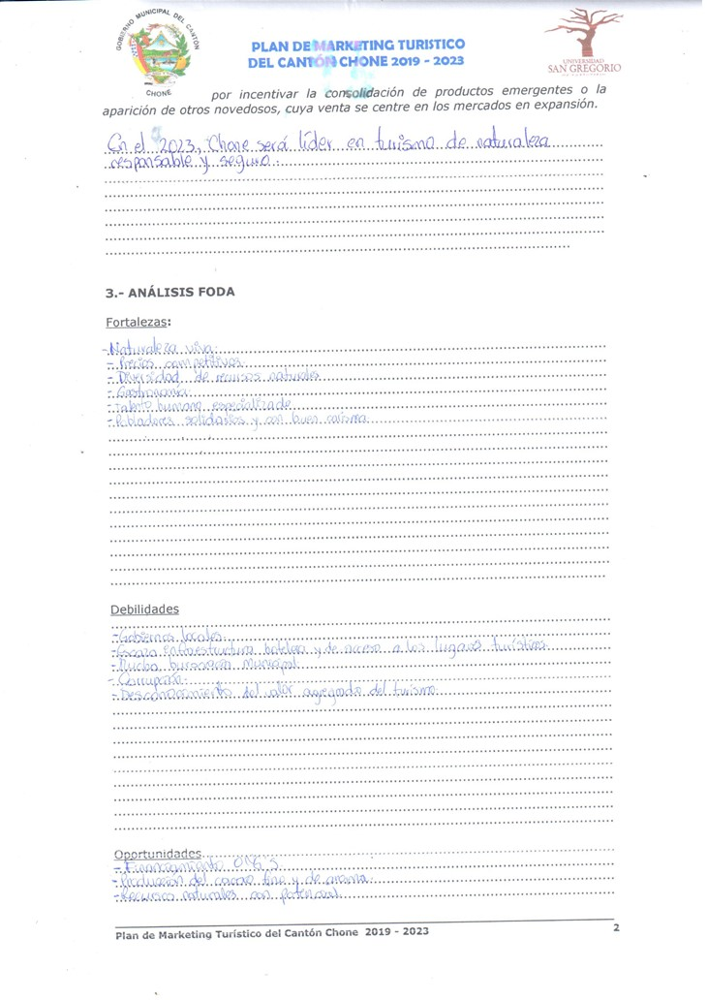 GOBIERNO MUNICIPAL DEL CANTÓN
CHONE
PLAN DE MARKETING TURISTICO
DEL CANTÓN CHONE 2019 - 2023
UNIVERSIDAD
SAN GREGORIO
por incentivar la consolidación de productos emergentes o la
aparición de otros novedosos, cuya venta se centre en los mercados en expansión.
En el 2023, Chone será líder en turismo de naturaleza
responsable y seguro.
3.- ANÁLISIS FODA
Fortalezas:
- Naturaleza viva.
- Precios competitivos.
- Diversidad de recursos naturales
- Gastronomía
- Talento humano especializado
- Pobladores solidarios y con buen carisma.
Debilidades
- Gobiernos locales.
- Escasa infraestructura hotelera y de acceso a los lugares turísticos.
- Mucha burocracia Municipal
- Corrupción.
- Desconocimiento del valor agregado del turismo.
Oportunidades
- Financiamiento ONG'S.
- Producción del cacao fino y de aroma.
- Recursos naturales con potencial.
Plan de Marketing Turístico del Cantón Chone 2019 - 2023
2